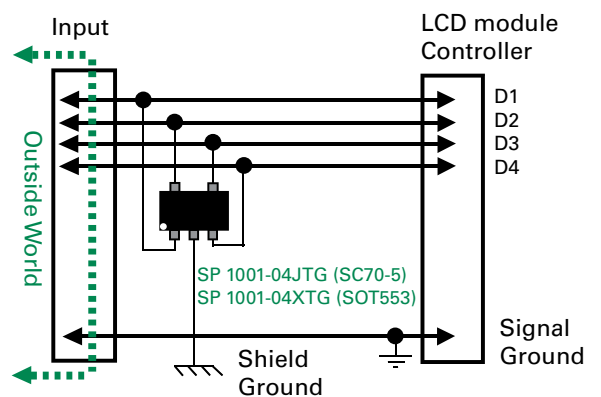 Input
LCD module
Controller
D1
D2
D3
D4
Outside World
SP 1001-04JTG (SC70-5)
SP 1001-04XTG (SOT553)
Shield
Ground
Signal
Ground